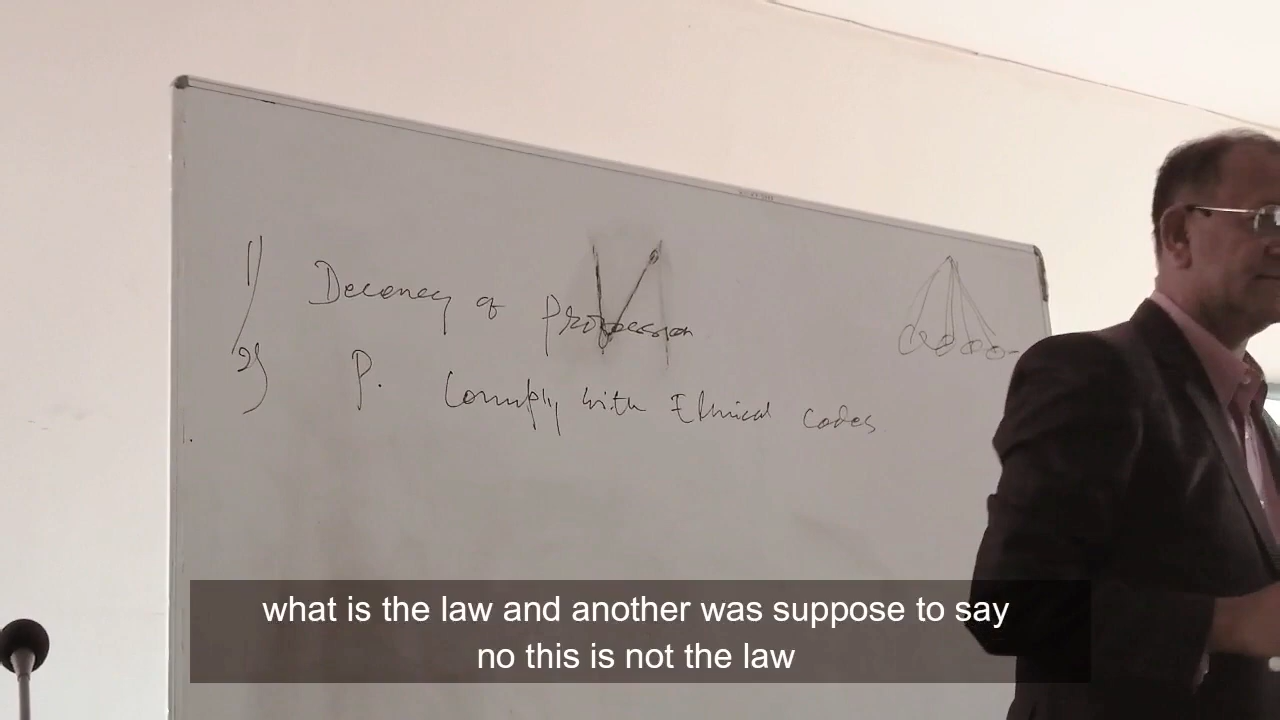 1) Decency of profession
2) P. Comply with Ethical codes
what is the law and another was suppose to say
no this is not the law